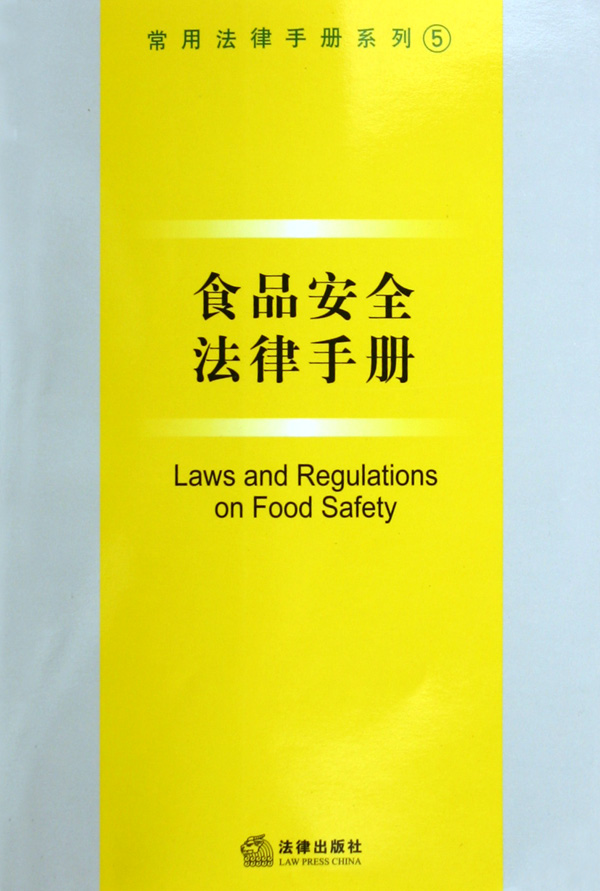 常用法律手册系列⑤
食品安全
法律手册
Laws and Regulations
on Food Safety
法律出版社
LAW PRESS CHINA